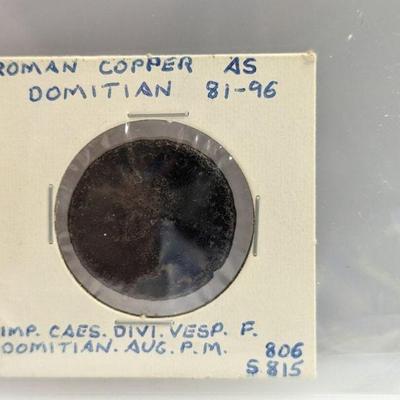 ROMAN COPPER AS
DOMITIAN 81-96
IMP. CAES. DIVI. VESP. F.
DOMITIAN. AUG. P.M. 806
S.815